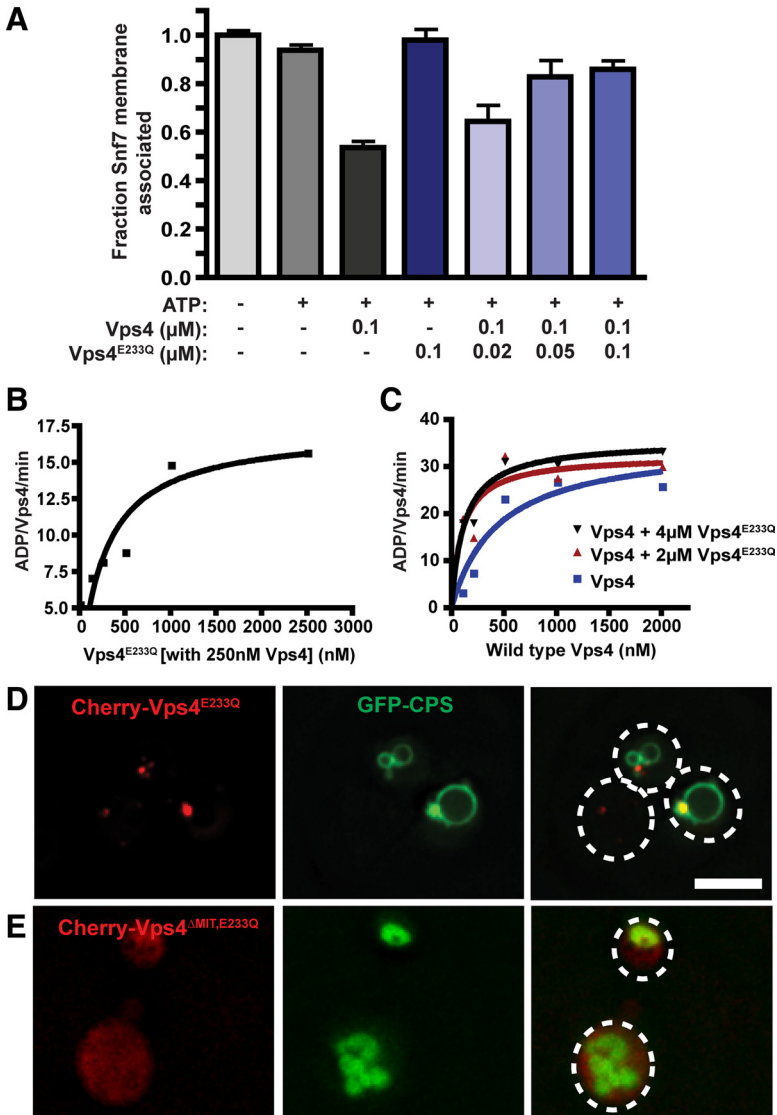 A
Fraction Snf7 membrane
associated
1.0
0.8
0.6
0.4
0.2
0.0
ATP: - + + + + + +
Vps4 (µM): - - 0.1 - 0.1 0.1 0.1
Vps4E233Q (µM): - - - 0.1 0.02 0.05 0.1
B
ADP/Vps4/min
17.5
15.0
12.5
10.0
7.5
5.0
0 500 1000 1500 2000 2500 3000
Vps4E233Q [with 250nM Vps4] (nM)
C
ADP/Vps4/min
40
30
20
10
0
Vps4 + 4µM Vps4E233Q
Vps4 + 2µM Vps4E233Q
Vps4
0 500 1000 1500 2000
Wild type Vps4 (nM)
D
Cherry-Vps4E233Q
GFP-CPS
E
Cherry-Vps4ΔMIT,E233Q